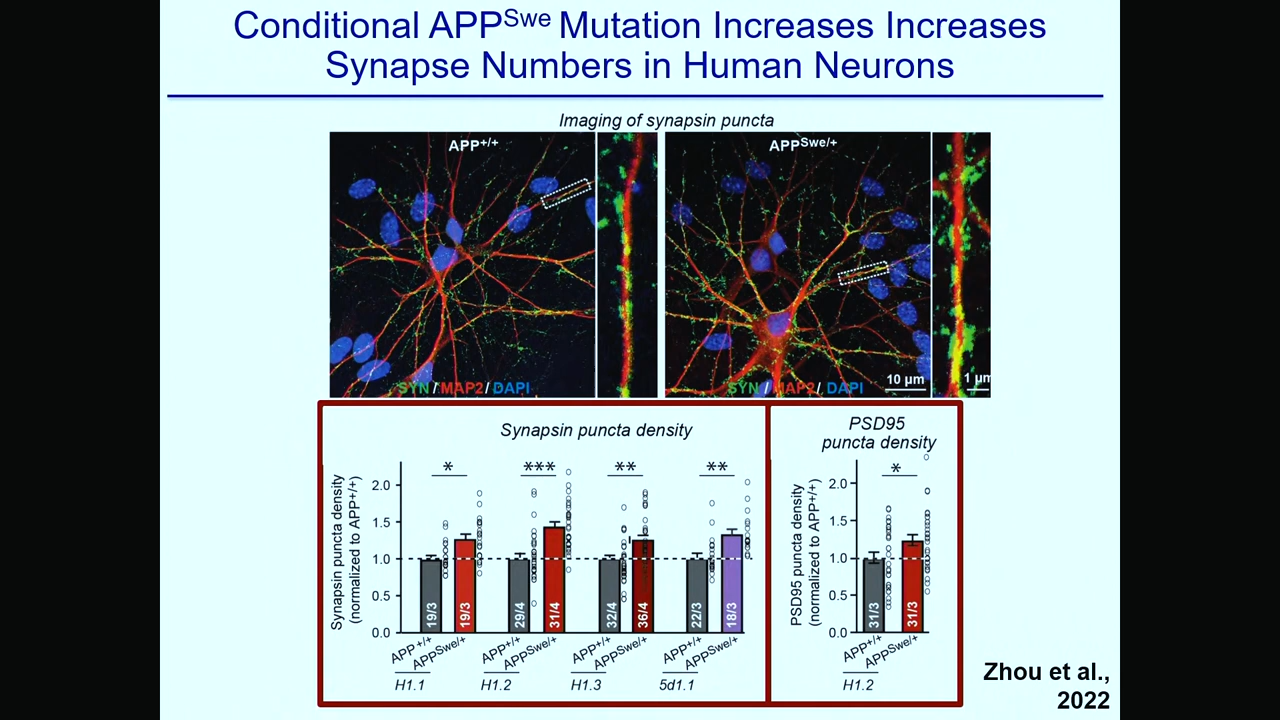 Conditional APPSwe Mutation Increases Increases
Synapse Numbers in Human Neurons
Imaging of synapsin puncta
APP+/+
APPSwe/+
SYN / MAP2 / DAPI
SYN / MAP2 / DAPI
10 µm
1 µm
Synapsin puncta density
Synapsin puncta density
(normalized to APP+/+)
2.0
1.5
1.0
0.5
0.0
*
***
**
**
19/3
19/3
29/4
31/4
32/4
36/4
22/3
18/3
APP+/+
APPSwe/+
APP+/+
APPSwe/+
APP+/+
APPSwe/+
APP+/+
APPSwe/+
H1.1
H1.2
H1.3
5d1.1
PSD95
puncta density
PSD95 puncta density
(normalized to APP+/+)
2.0
1.5
1.0
0.5
0.0
*
31/3
31/3
APP+/+
APPSwe/+
H1.2
Zhou et al.,
2022